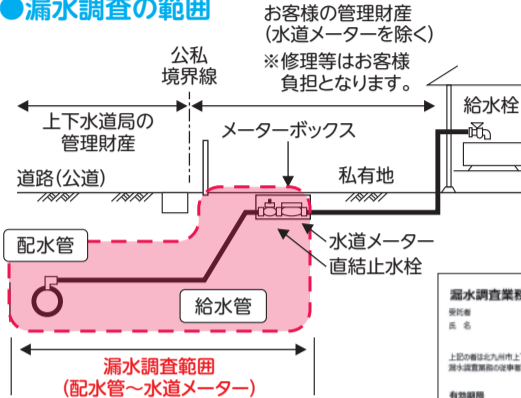 ●漏水調査の範囲
お客様の管理財産
(水道メーターを除く)
※修理等はお客様
負担となります。
公私
境界線
上下水道局の
管理財産
メーターボックス
給水栓
道路(公道)
私有地
配水管
水道メーター
直結止水栓
給水管
漏水調査範囲
(配水管～水道メーター)
漏水調査業務
受託者
氏 名
上記の者は北九州市上下
漏水調査業務の従事者
有効期限